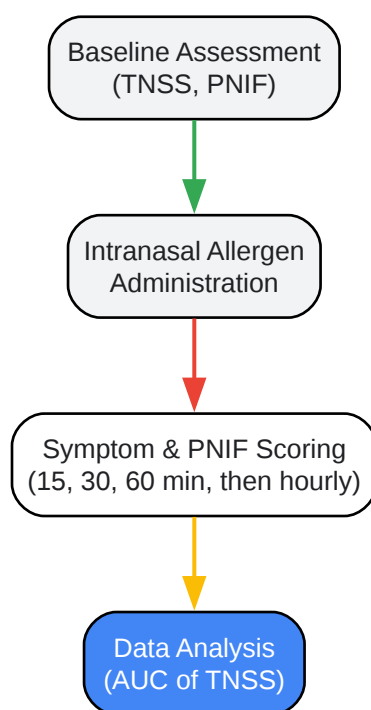 Baseline Assessment
(TNSS, PNIF)
Intranasal Allergen
Administration
Symptom & PNIF Scoring
(15, 30, 60 min, then hourly)
Data Analysis
(AUC of TNSS)